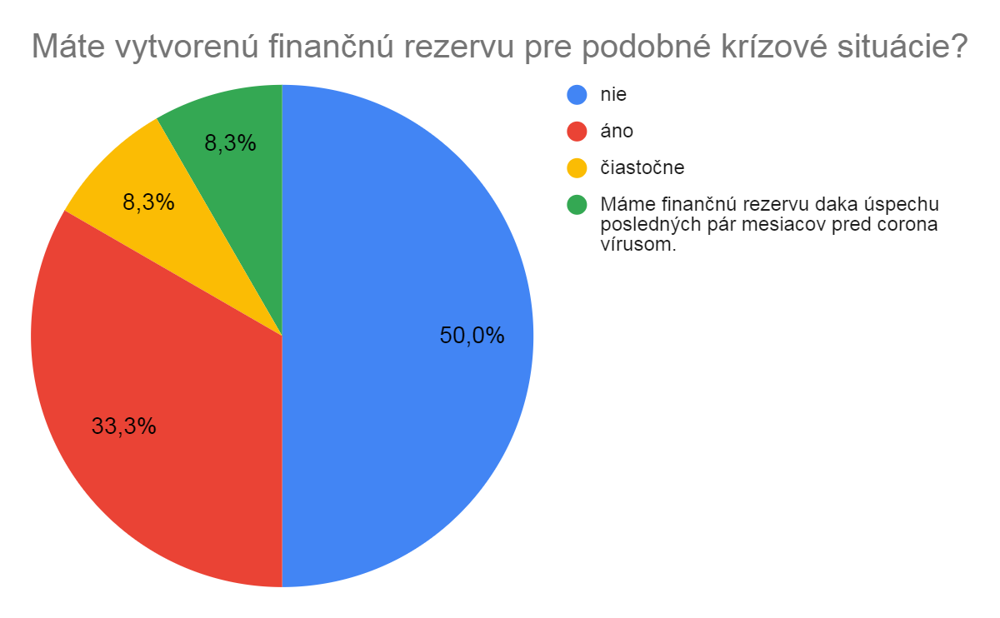 Máte vytvorenú finančnú rezervu pre podobné krízové situácie?
nie
áno
čiastočne
Máme finančnú rezervu daka úspechu
posledných pár mesiacov pred corona
vírusom.
8,3%
8,3%
50,0%
33,3%